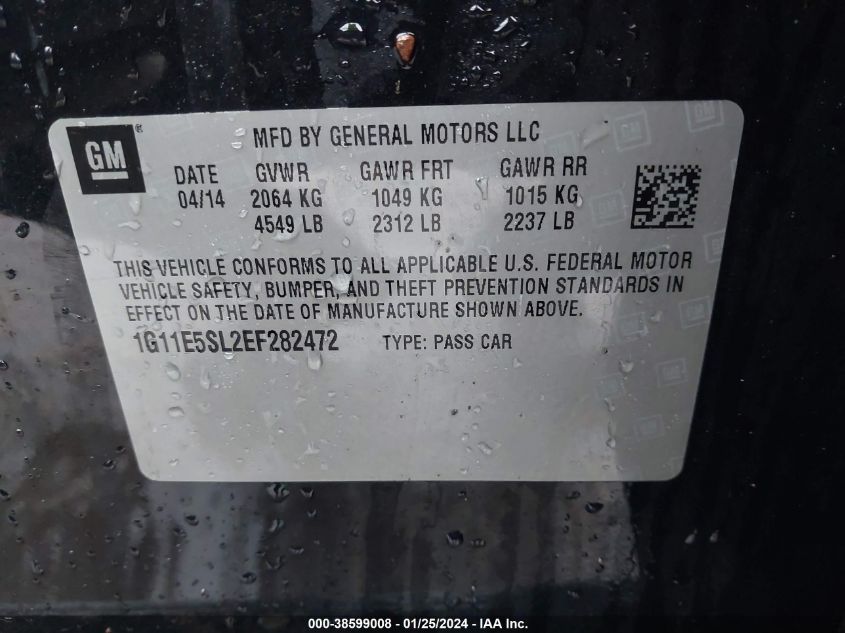 GM ®
MFD BY GENERAL MOTORS LLC
DATE GVWR GAWR FRT GAWR RR
04/14 2064 KG 1049 KG 1015 KG
4549 LB 2312 LB 2237 LB
THIS VEHICLE CONFORMS TO ALL APPLICABLE U.S. FEDERAL MOTOR
VEHICLE SAFETY, BUMPER, AND THEFT PREVENTION STANDARDS IN
EFFECT ON THE DATE OF MANUFACTURE SHOWN ABOVE.
1G11E5SL2EF282472 TYPE: PASS CAR
000-38599008 - 01/25/2024 - IAA Inc.